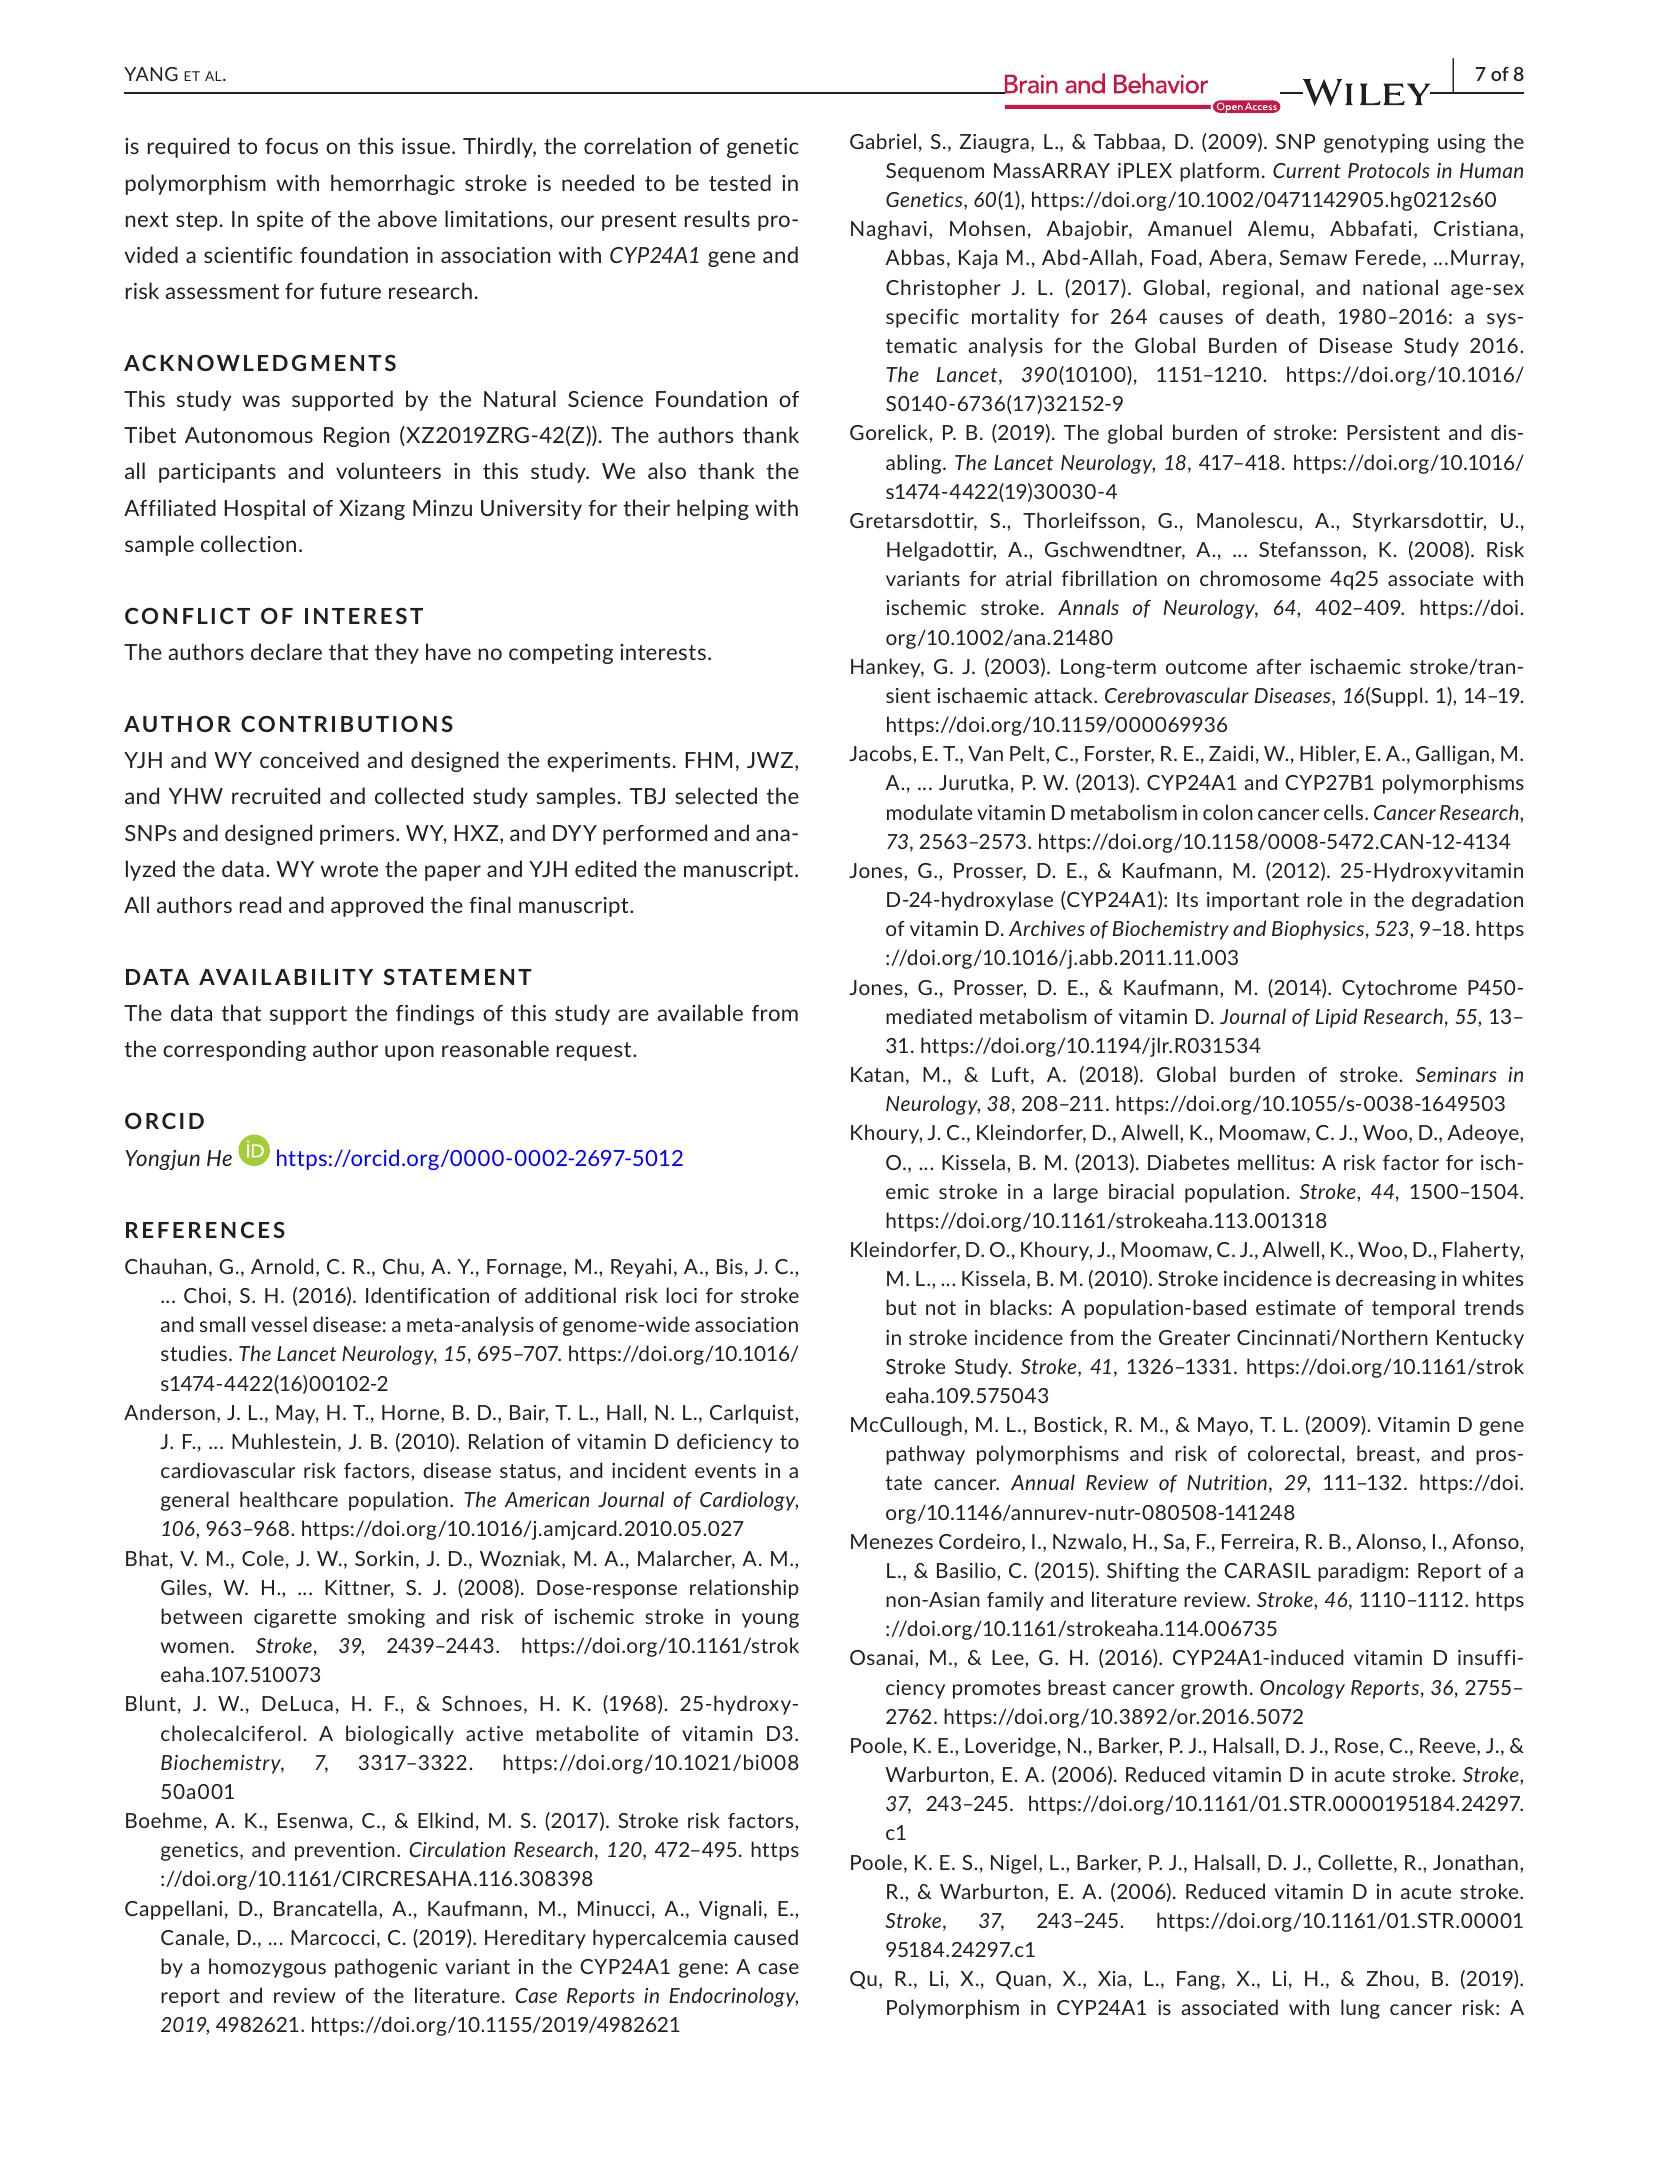 YANG ET AL.
Brain and Behavior
Open Access
WILEY
7 of 8
is required to focus on this issue. Thirdly, the correlation of genetic
polymorphism with hemorrhagic stroke is needed to be tested in
next step. In spite of the above limitations, our present results pro-
vided a scientific foundation in association with CYP24A1 gene and
risk assessment for future research.
ACKNOWLEDGMENTS
This study was supported by the Natural Science Foundation of
Tibet Autonomous Region (XZ2019ZRG-42(Z)). The authors thank
all participants and volunteers in this study. We also thank the
Affiliated Hospital of Xizang Minzu University for their helping with
sample collection.
CONFLICT OF INTEREST
The authors declare that they have no competing interests.
AUTHOR CONTRIBUTIONS
YJH and WY conceived and designed the experiments. FHM, JWZ,
and YHW recruited and collected study samples. TBJ selected the
SNPs and designed primers. WY, HXZ, and DYY performed and ana-
lyzed the data. WY wrote the paper and YJH edited the manuscript.
All authors read and approved the final manuscript.
DATA AVAILABILITY STATEMENT
The data that support the findings of this study are available from
the corresponding author upon reasonable request.
ORCID
Yongjun He iD https://orcid.org/0000-0002-2697-5012
REFERENCES
Chauhan, G., Arnold, C. R., Chu, A. Y., Fornage, M., Reyahi, A., Bis, J. C.,
… Choi, S. H. (2016). Identification of additional risk loci for stroke
and small vessel disease: a meta-analysis of genome-wide association
studies. The Lancet Neurology, 15, 695–707. https://doi.org/10.1016/
s1474-4422(16)00102-2
Anderson, J. L., May, H. T., Horne, B. D., Bair, T. L., Hall, N. L., Carlquist,
J. F., … Muhlestein, J. B. (2010). Relation of vitamin D deficiency to
cardiovascular risk factors, disease status, and incident events in a
general healthcare population. The American Journal of Cardiology,
106, 963–968. https://doi.org/10.1016/j.amjcard.2010.05.027
Bhat, V. M., Cole, J. W., Sorkin, J. D., Wozniak, M. A., Malarcher, A. M.,
Giles, W. H., … Kittner, S. J. (2008). Dose-response relationship
between cigarette smoking and risk of ischemic stroke in young
women. Stroke, 39, 2439–2443. https://doi.org/10.1161/strok
eaha.107.510073
Blunt, J. W., DeLuca, H. F., & Schnoes, H. K. (1968). 25-hydroxy-
cholecalciferol. A biologically active metabolite of vitamin D3.
Biochemistry, 7, 3317–3322. https://doi.org/10.1021/bi008
50a001
Boehme, A. K., Esenwa, C., & Elkind, M. S. (2017). Stroke risk factors,
genetics, and prevention. Circulation Research, 120, 472–495. https
://doi.org/10.1161/CIRCRESAHA.116.308398
Cappellani, D., Brancatella, A., Kaufmann, M., Minucci, A., Vignali, E.,
Canale, D., … Marcocci, C. (2019). Hereditary hypercalcemia caused
by a homozygous pathogenic variant in the CYP24A1 gene: A case
report and review of the literature. Case Reports in Endocrinology,
2019, 4982621. https://doi.org/10.1155/2019/4982621
Gabriel, S., Ziaugra, L., & Tabbaa, D. (2009). SNP genotyping using the
Sequenom MassARRAY iPLEX platform. Current Protocols in Human
Genetics, 60(1), https://doi.org/10.1002/0471142905.hg0212s60
Naghavi, Mohsen, Abajobir, Amanuel Alemu, Abbafati, Cristiana,
Abbas, Kaja M., Abd-Allah, Foad, Abera, Semaw Ferede, …Murray,
Christopher J. L. (2017). Global, regional, and national age-sex
specific mortality for 264 causes of death, 1980–2016: a sys-
tematic analysis for the Global Burden of Disease Study 2016.
The Lancet, 390(10100), 1151–1210. https://doi.org/10.1016/
S0140-6736(17)32152-9
Gorelick, P. B. (2019). The global burden of stroke: Persistent and dis-
abling. The Lancet Neurology, 18, 417–418. https://doi.org/10.1016/
s1474-4422(19)30030-4
Gretarsdottir, S., Thorleifsson, G., Manolescu, A., Styrkarsdottir, U.,
Helgadottir, A., Gschwendtner, A., … Stefansson, K. (2008). Risk
variants for atrial fibrillation on chromosome 4q25 associate with
ischemic stroke. Annals of Neurology, 64, 402–409. https://doi.
org/10.1002/ana.21480
Hankey, G. J. (2003). Long-term outcome after ischaemic stroke/tran-
sient ischaemic attack. Cerebrovascular Diseases, 16(Suppl. 1), 14–19.
https://doi.org/10.1159/000069936
Jacobs, E. T., Van Pelt, C., Forster, R. E., Zaidi, W., Hibler, E. A., Galligan, M.
A., … Jurutka, P. W. (2013). CYP24A1 and CYP27B1 polymorphisms
modulate vitamin D metabolism in colon cancer cells. Cancer Research,
73, 2563–2573. https://doi.org/10.1158/0008-5472.CAN-12-4134
Jones, G., Prosser, D. E., & Kaufmann, M. (2012). 25-Hydroxyvitamin
D-24-hydroxylase (CYP24A1): Its important role in the degradation
of vitamin D. Archives of Biochemistry and Biophysics, 523, 9–18. https
://doi.org/10.1016/j.abb.2011.11.003
Jones, G., Prosser, D. E., & Kaufmann, M. (2014). Cytochrome P450-
mediated metabolism of vitamin D. Journal of Lipid Research, 55, 13–
31. https://doi.org/10.1194/jlr.R031534
Katan, M., & Luft, A. (2018). Global burden of stroke. Seminars in
Neurology, 38, 208–211. https://doi.org/10.1055/s-0038-1649503
Khoury, J. C., Kleindorfer, D., Alwell, K., Moomaw, C. J., Woo, D., Adeoye,
O., … Kissela, B. M. (2013). Diabetes mellitus: A risk factor for isch-
emic stroke in a large biracial population. Stroke, 44, 1500–1504.
https://doi.org/10.1161/strokeaha.113.001318
Kleindorfer, D. O., Khoury, J., Moomaw, C. J., Alwell, K., Woo, D., Flaherty,
M. L., … Kissela, B. M. (2010). Stroke incidence is decreasing in whites
but not in blacks: A population-based estimate of temporal trends
in stroke incidence from the Greater Cincinnati/Northern Kentucky
Stroke Study. Stroke, 41, 1326–1331. https://doi.org/10.1161/strok
eaha.109.575043
McCullough, M. L., Bostick, R. M., & Mayo, T. L. (2009). Vitamin D gene
pathway polymorphisms and risk of colorectal, breast, and pros-
tate cancer. Annual Review of Nutrition, 29, 111–132. https://doi.
org/10.1146/annurev-nutr-080508-141248
Menezes Cordeiro, I., Nzwalo, H., Sa, F., Ferreira, R. B., Alonso, I., Afonso,
L., & Basilio, C. (2015). Shifting the CARASIL paradigm: Report of a
non-Asian family and literature review. Stroke, 46, 1110–1112. https
://doi.org/10.1161/strokeaha.114.006735
Osanai, M., & Lee, G. H. (2016). CYP24A1-induced vitamin D insuffi-
ciency promotes breast cancer growth. Oncology Reports, 36, 2755–
2762. https://doi.org/10.3892/or.2016.5072
Poole, K. E., Loveridge, N., Barker, P. J., Halsall, D. J., Rose, C., Reeve, J., &
Warburton, E. A. (2006). Reduced vitamin D in acute stroke. Stroke,
37, 243–245. https://doi.org/10.1161/01.STR.0000195184.24297.
c1
Poole, K. E. S., Nigel, L., Barker, P. J., Halsall, D. J., Collette, R., Jonathan,
R., & Warburton, E. A. (2006). Reduced vitamin D in acute stroke.
Stroke, 37, 243–245. https://doi.org/10.1161/01.STR.00001
95184.24297.c1
Qu, R., Li, X., Quan, X., Xia, L., Fang, X., Li, H., & Zhou, B. (2019).
Polymorphism in CYP24A1 is associated with lung cancer risk: A